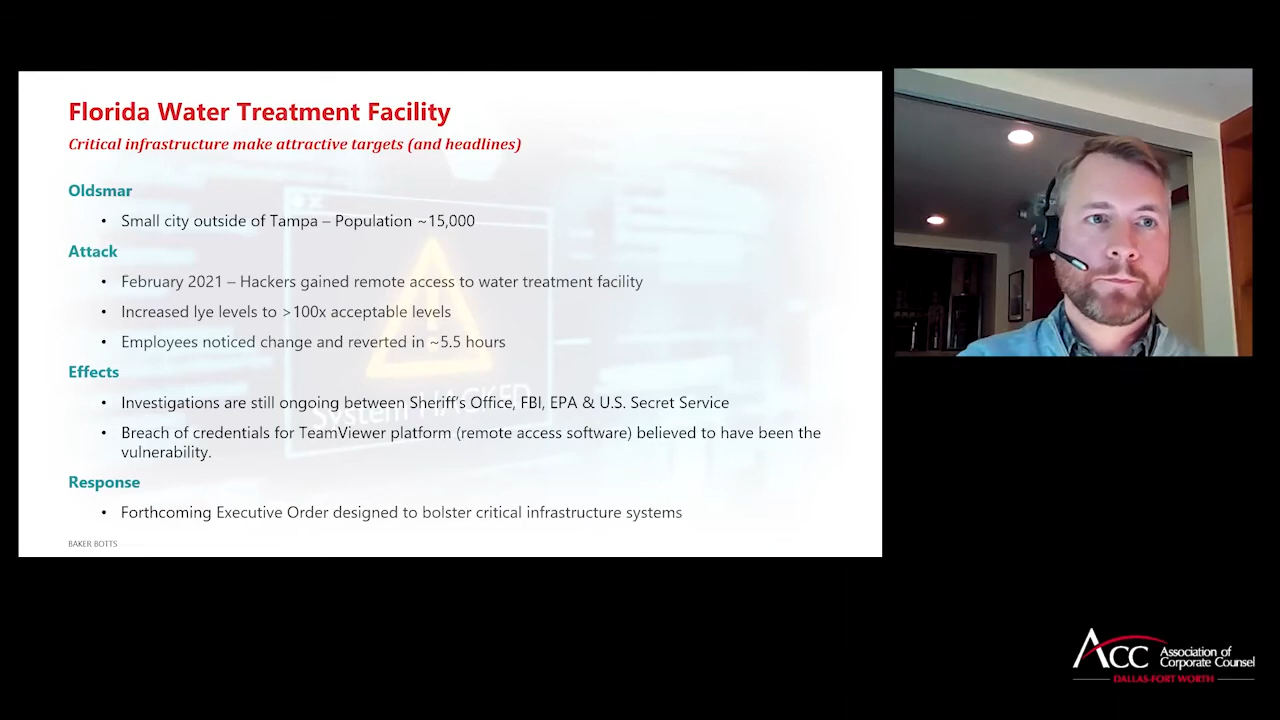 Florida Water Treatment Facility
Critical infrastructure make attractive targets (and headlines)
Oldsmar
• Small city outside of Tampa – Population ~15,000
Attack
• February 2021 – Hackers gained remote access to water treatment facility
• Increased lye levels to >100x acceptable levels
• Employees noticed change and reverted in ~5.5 hours
Effects
• Investigations are still ongoing between Sheriff's Office, FBI, EPA & U.S. Secret Service
• Breach of credentials for TeamViewer platform (remote access software) believed to have been the
vulnerability.
Response
• Forthcoming Executive Order designed to bolster critical infrastructure systems
System HACKED
BAKER BOTTS
ACC Association of
Corporate Counsel
DALLAS-FORT WORTH